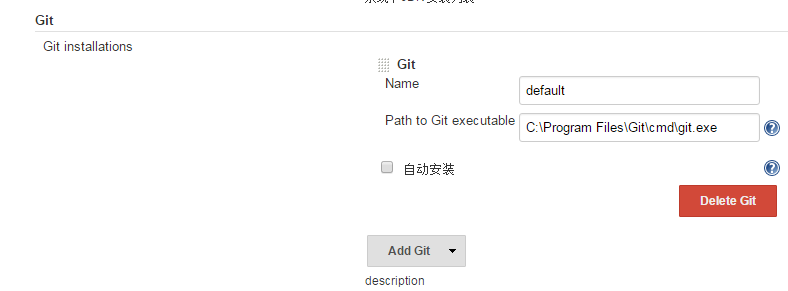 Git
Git installations
Git
Name
default
Path to Git executable
C:\Program Files\Git\cmd\git.exe
自动安装
Delete Git
Add Git
description